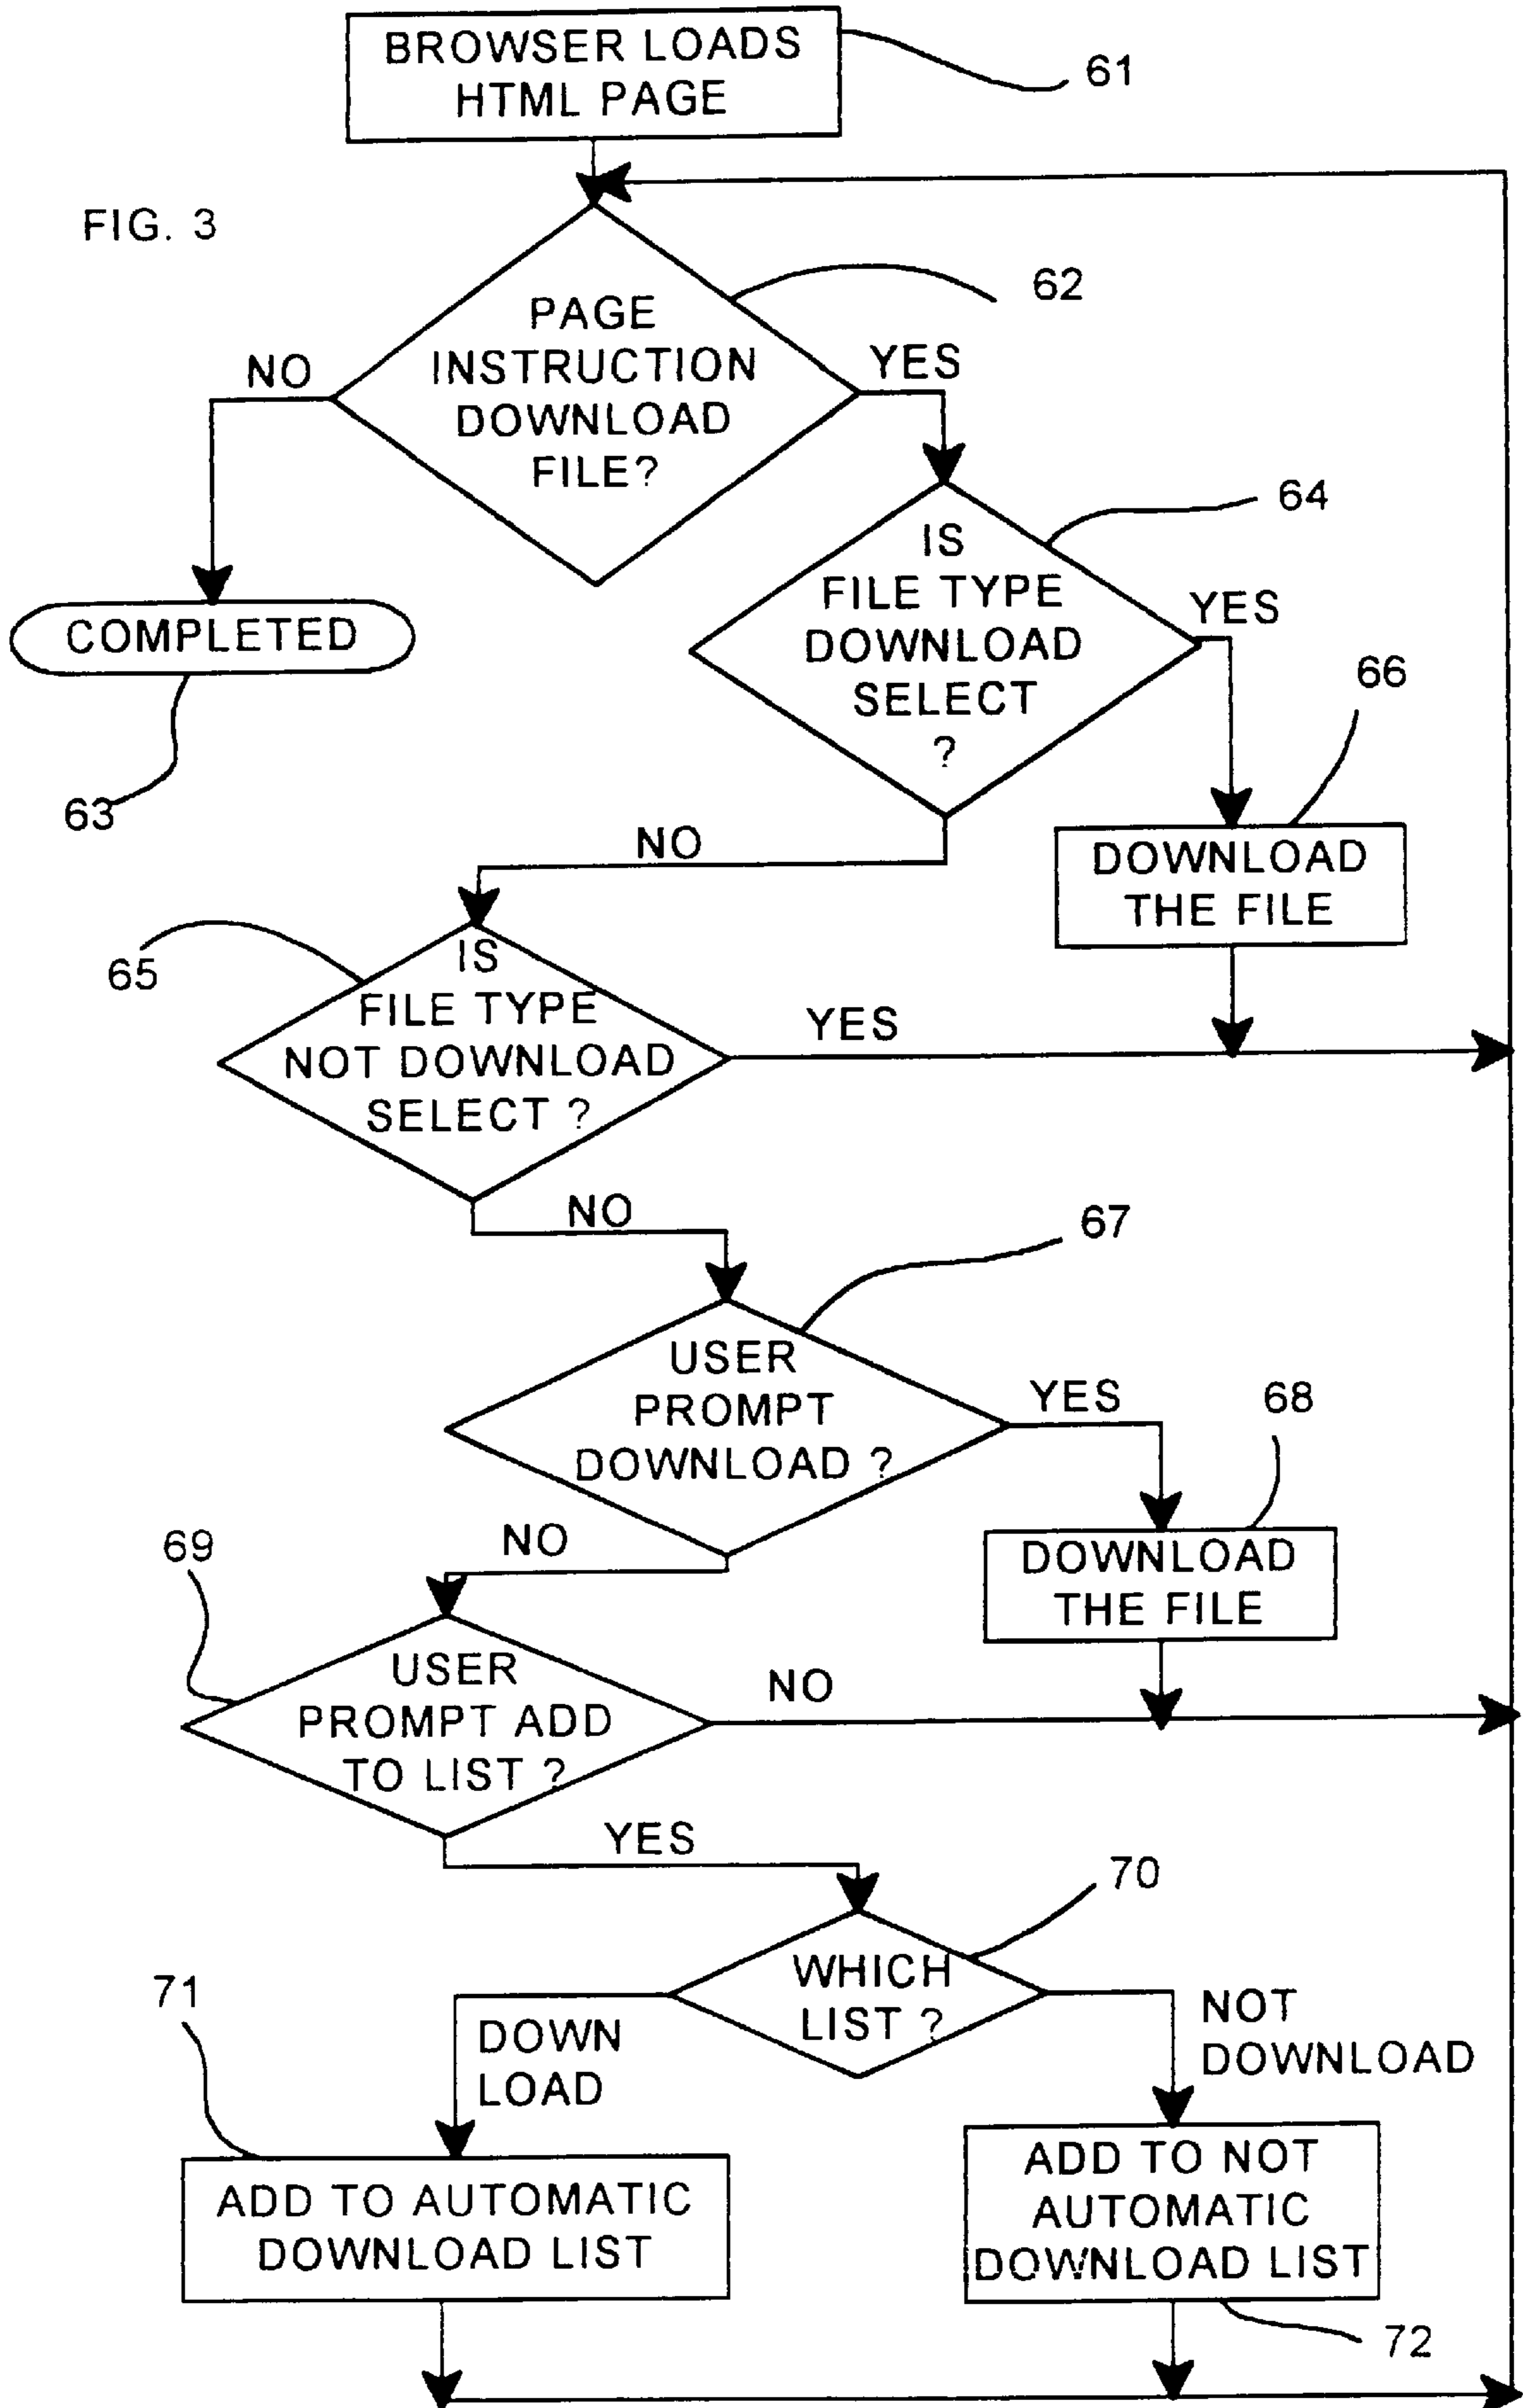 BROWSER LOADS
HTML PAGE
61
FIG. 3
62
PAGE
INSTRUCTION
DOWNLOAD
FILE?
NO
YES
64
IS
FILE TYPE
DOWNLOAD
SELECT
?
YES
COMPLETED
63
66
NO
DOWNLOAD
THE FILE
65
IS
FILE TYPE
NOT DOWNLOAD
SELECT ?
YES
NO
67
USER
PROMPT
DOWNLOAD ?
YES
68
NO
69
DOWNLOAD
THE FILE
USER
PROMPT ADD
TO LIST ?
NO
YES
70
WHICH
LIST ?
71
DOWN
LOAD
NOT
DOWNLOAD
ADD TO AUTOMATIC
DOWNLOAD LIST
ADD TO NOT
AUTOMATIC
DOWNLOAD LIST
72